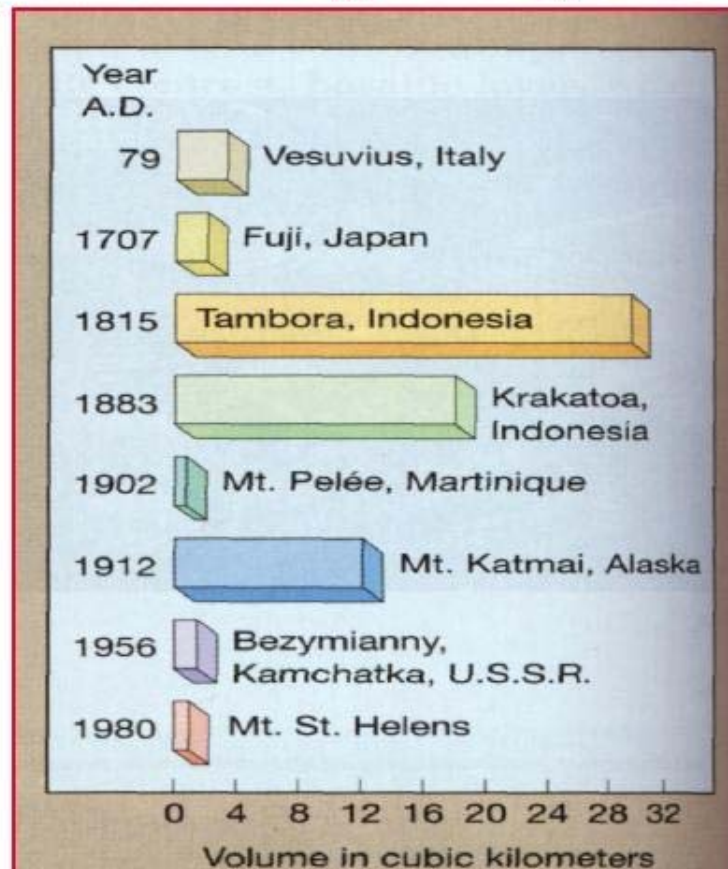 Year
A.D.
79 Vesuvius, Italy
1707 Fuji, Japan
1815 Tambora, Indonesia
1883 Krakatoa,
Indonesia
1902 Mt. Pelée, Martinique
1912 Mt. Katmai, Alaska
1956 Bezymianny,
Kamchatka, U.S.S.R.
1980 Mt. St. Helens
0 4 8 12 16 20 24 28 32
Volume in cubic kilometers